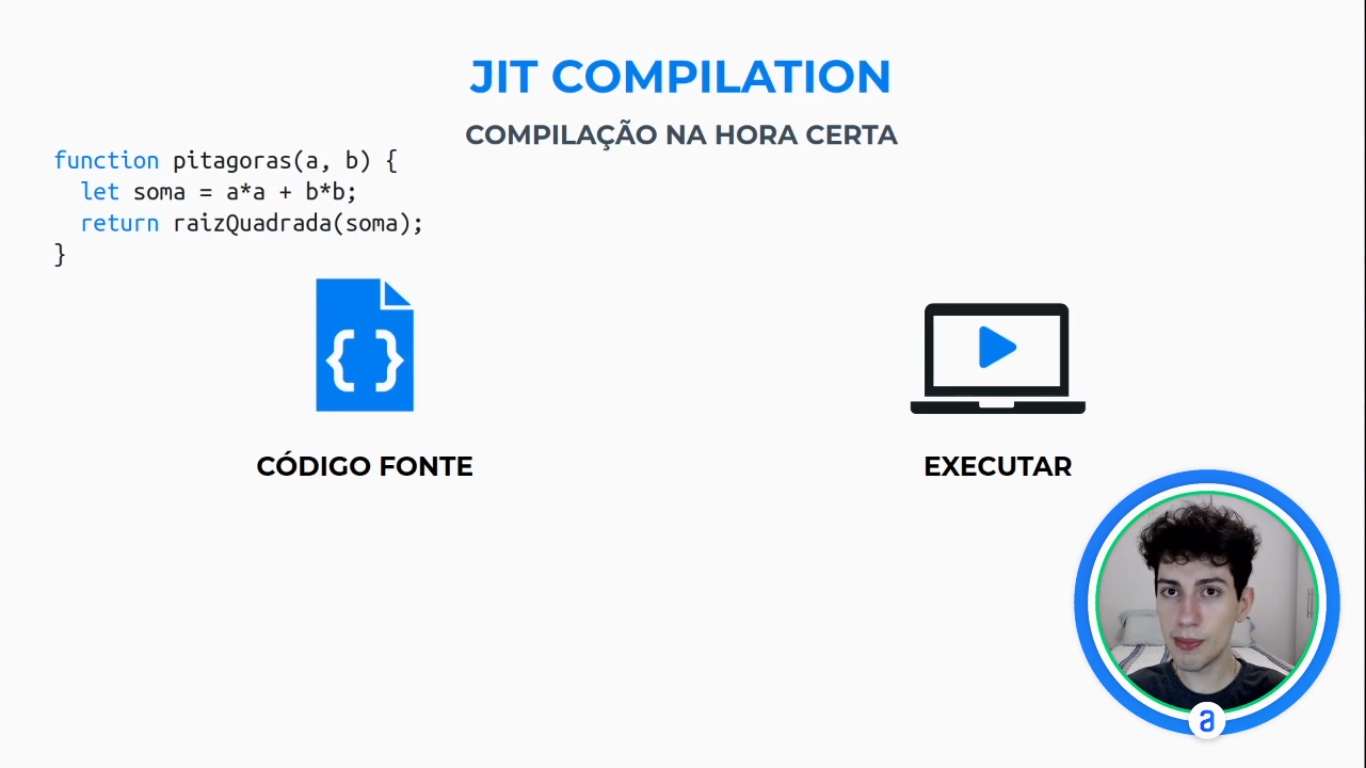 JIT COMPILATION
COMPILAÇÃO NA HORA CERTA
function pitagoras(a, b) {
  let soma = a*a + b*b;
  return raizQuadrada(soma);
}
{ }
CÓDIGO FONTE
EXECUTAR
a